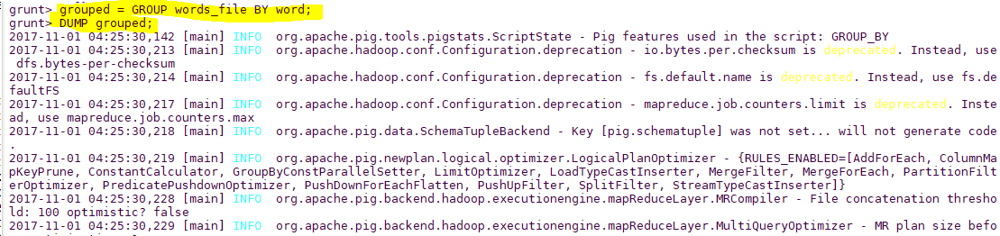 grunt> grouped = GROUP words_file BY word;
grunt> DUMP grouped;
2017-11-01 04:25:30,142 [main] INFO  org.apache.pig.tools.pigstats.ScriptState - Pig features used in the script: GROUP_BY
2017-11-01 04:25:30,213 [main] INFO  org.apache.hadoop.conf.Configuration.deprecation - io.bytes.per.checksum is deprecated. Instead, use
 dfs.bytes-per-checksum
2017-11-01 04:25:30,214 [main] INFO  org.apache.hadoop.conf.Configuration.deprecation - fs.default.name is deprecated. Instead, use fs.de
faultFS
2017-11-01 04:25:30,217 [main] INFO  org.apache.hadoop.conf.Configuration.deprecation - mapreduce.job.counters.limit is deprecated. Inste
ad, use mapreduce.job.counters.max
2017-11-01 04:25:30,218 [main] INFO  org.apache.pig.data.SchemaTupleBackend - Key [pig.schematuple] was not set... will not generate code
.
2017-11-01 04:25:30,219 [main] INFO  org.apache.pig.newplan.logical.optimizer.LogicalPlanOptimizer - {RULES_ENABLED=[AddForEach, ColumnMa
pKeyPrune, ConstantCalculator, GroupByConstParallelSetter, LimitOptimizer, LoadTypeCastInserter, MergeFilter, MergeForEach, PartitionFilt
erOptimizer, PredicatePushdownOptimizer, PushDownForEachFlatten, PushUpFilter, SplitFilter, StreamTypeCastInserter]}
2017-11-01 04:25:30,228 [main] INFO  org.apache.pig.backend.hadoop.executionengine.mapReduceLayer.MRCompiler - File concatenation thresho
ld: 100 optimistic? false
2017-11-01 04:25:30,229 [main] INFO  org.apache.pig.backend.hadoop.executionengine.mapReduceLayer.MultiQueryOptimizer - MR plan size befo